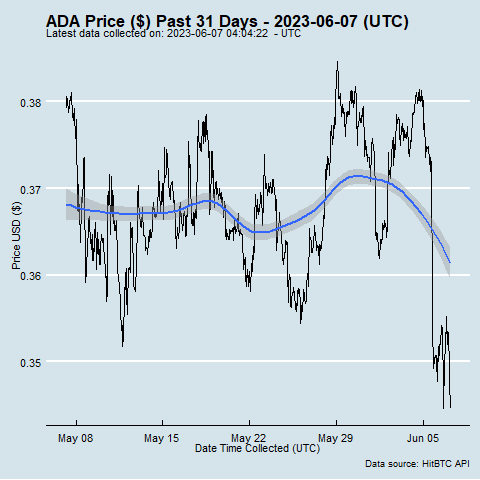 ADA Price ($) Past 31 Days - 2023-06-07 (UTC)
Latest data collected on: 2023-06-07 04:04:22 - UTC
0.38
0.37
0.36
0.35
Price USD ($)
May 08 May 15 May 22 May 29 Jun 05
Date Time Collected (UTC)
Data source: HitBTC API